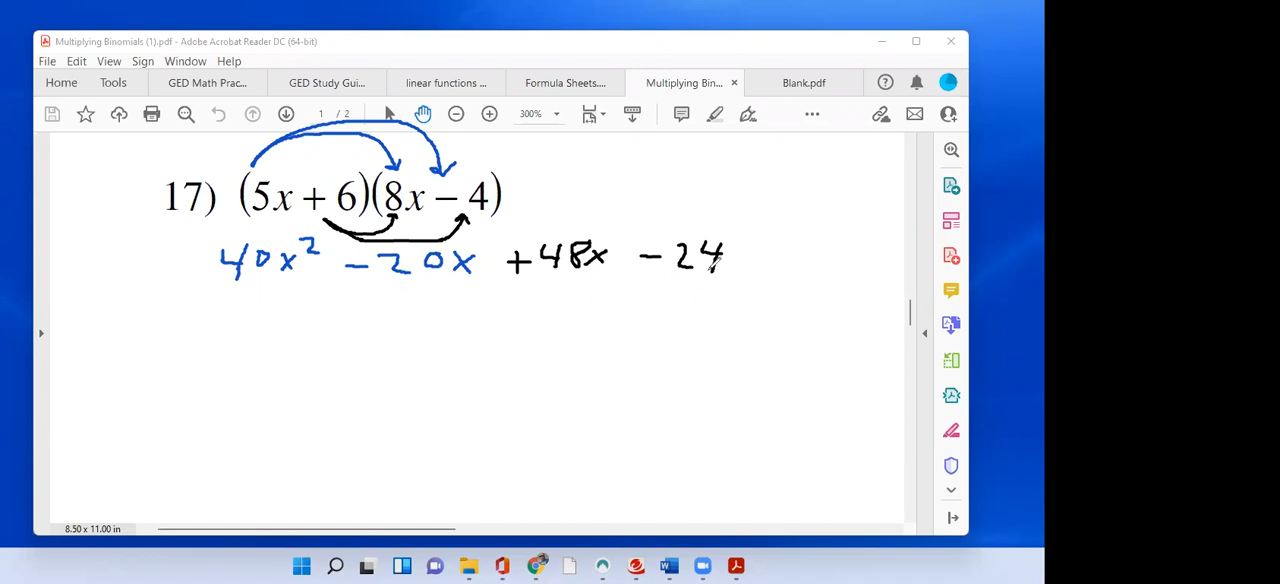 Multiplying Binomials (1).pdf - Adobe Acrobat Reader DC (64-bit)
File Edit View Sign Window Help
Home Tools GED Math Prac... GED Study Gui... linear functions ... Formula Sheets.... Multiplying Bin... × Blank.pdf
1 / 2 300%
17) (5x + 6)(8x − 4)
40x² − 20x + 48x − 24
8.50 x 11.00 in